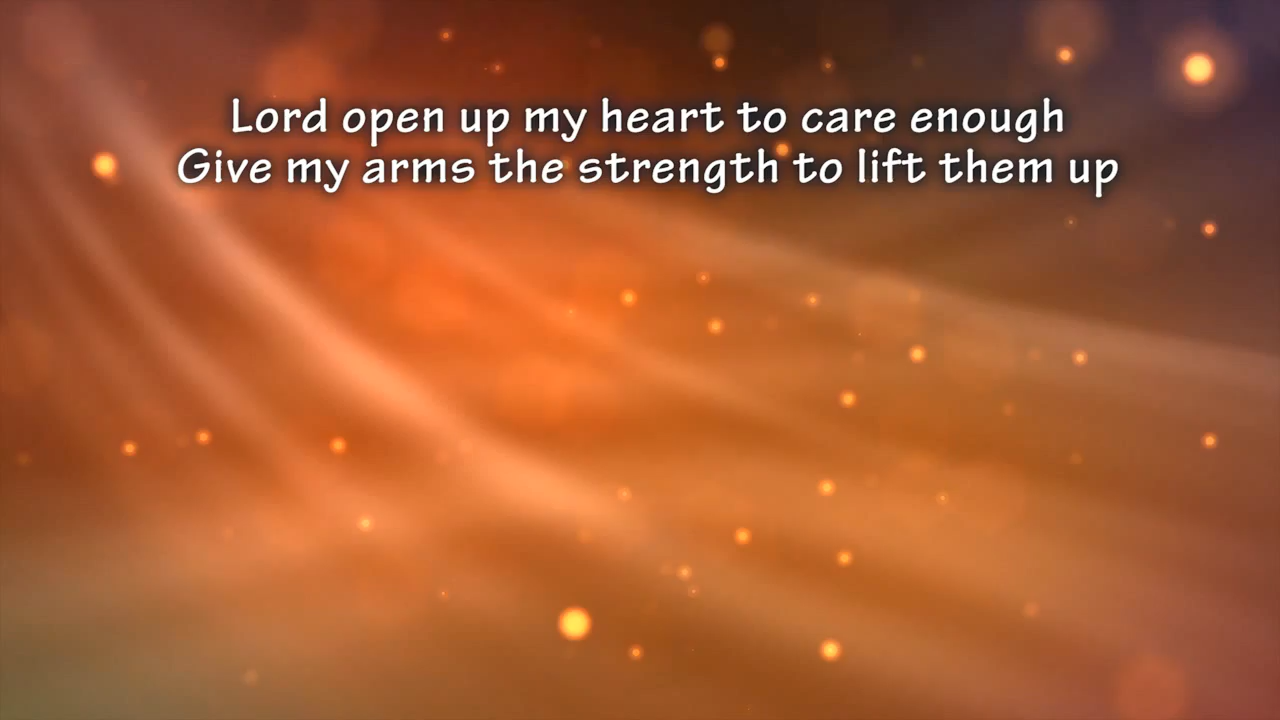 Lord open up my heart to care enough
Give my arms the strength to lift them up